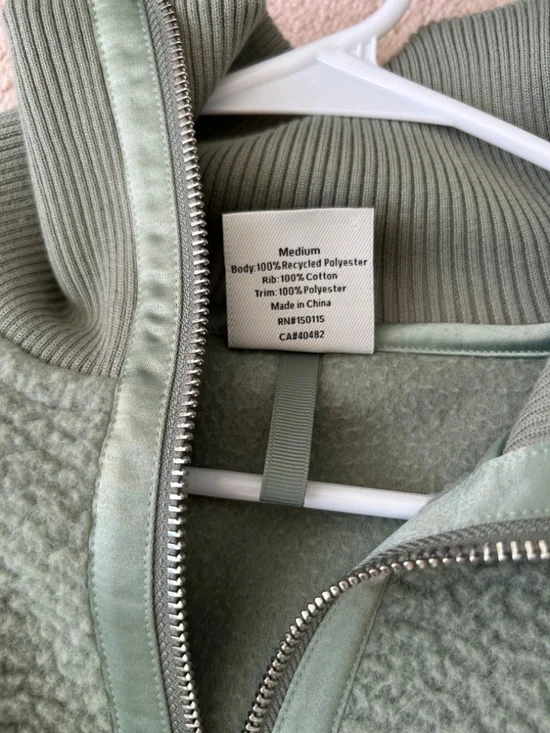 Medium
Body:100% Recycled Polyester
Rib:100% Cotton
Trim:100% Polyester
Made in China
RN#150115
CA#40482